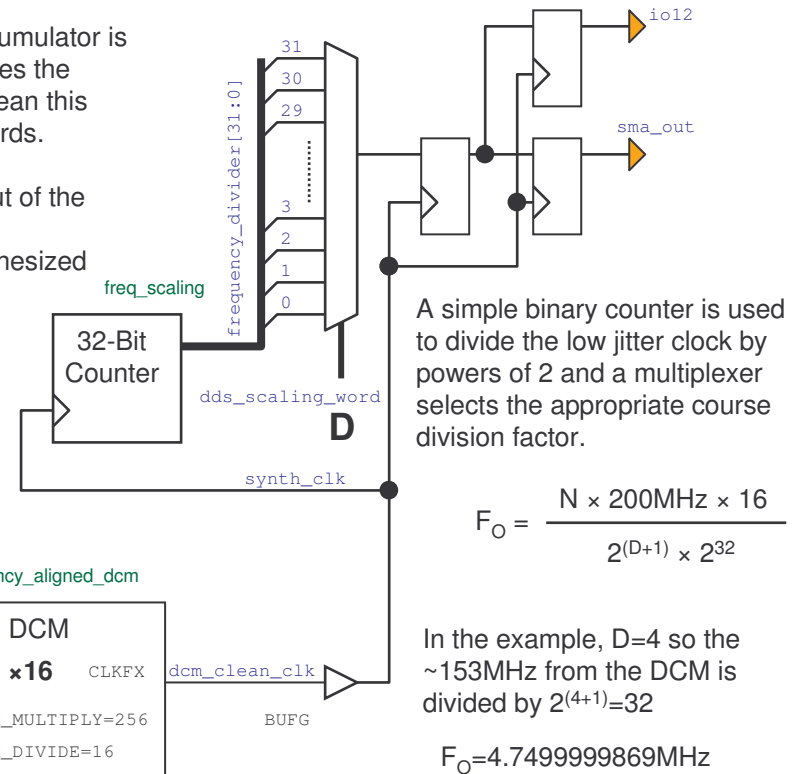 umulator is
es the
ean this
rds.
ut of the
nesized
freq_scaling
32-Bit
Counter
frequency_divider[31:0]
31
30
29
3
2
1
0
dds_scaling_word
D
synth_clk
io12
sma_out
A simple binary counter is used
to divide the low jitter clock by
powers of 2 and a multiplexer
selects the appropriate course
division factor.
F_O = N × 200MHz × 16
2^(D+1) × 2^32
ncy_aligned_dcm
DCM
×16 CLKFX
_MULTIPLY=256
_DIVIDE=16
dcm_clean_clk
BUFG
In the example, D=4 so the
~153MHz from the DCM is
divided by 2^(4+1)=32
F_O=4.7499999869MHz